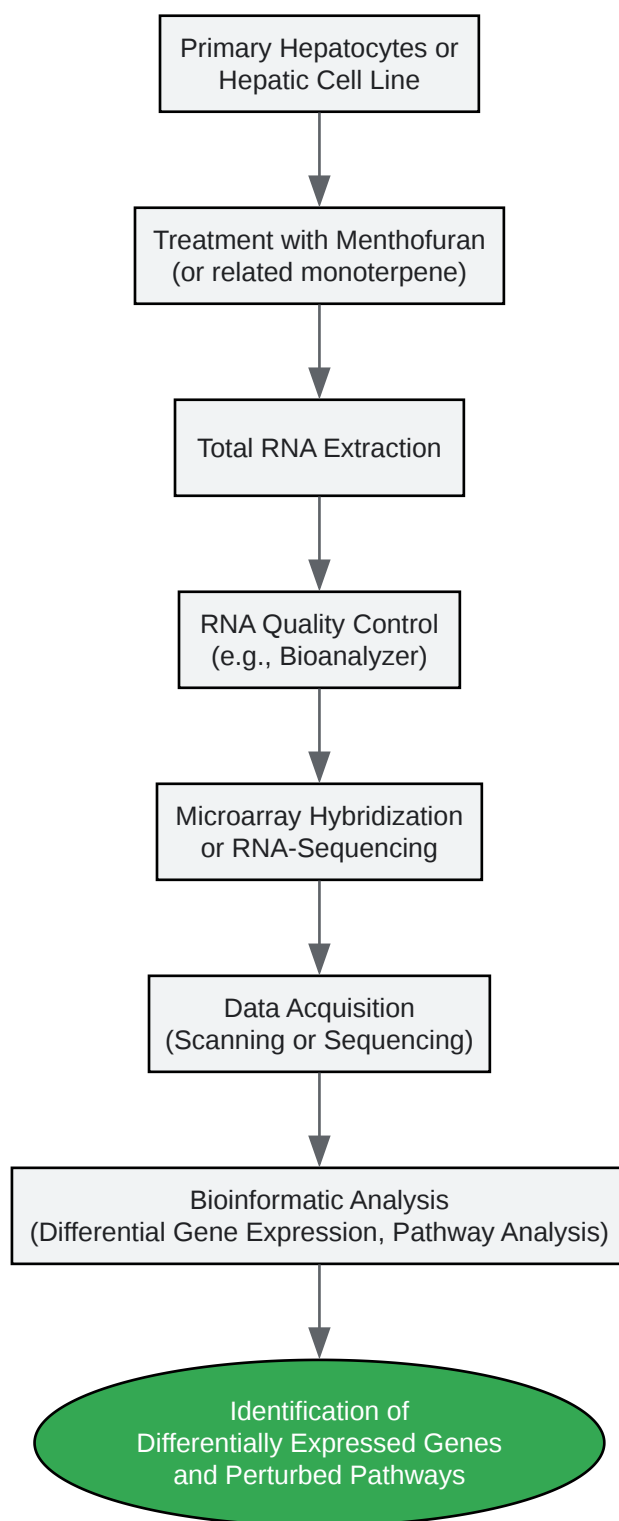 Primary Hepatocytes or
Hepatic Cell Line
Treatment with Menthofuran
(or related monoterpene)
Total RNA Extraction
RNA Quality Control
(e.g., Bioanalyzer)
Microarray Hybridization
or RNA-Sequencing
Data Acquisition
(Scanning or Sequencing)
Bioinformatic Analysis
(Differential Gene Expression, Pathway Analysis)
Identification of
Differentially Expressed Genes
and Perturbed Pathways